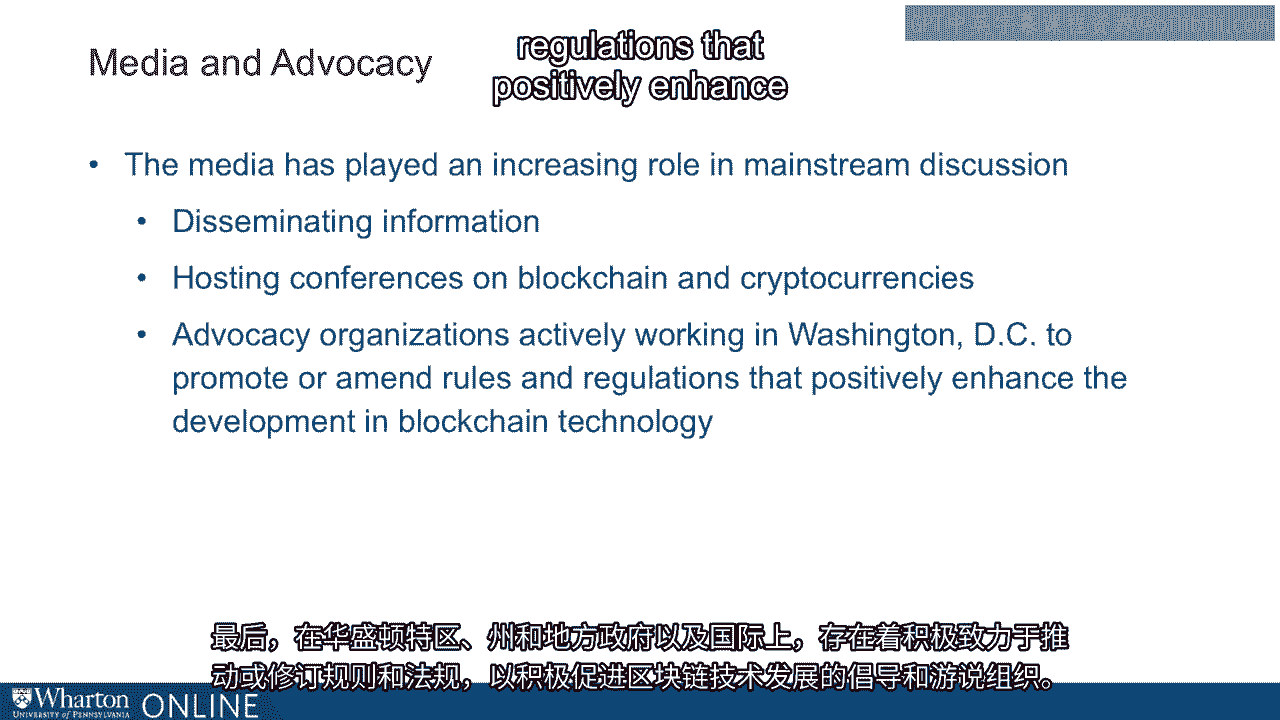 regulations that
positively enhance
Media and Advocacy
• The media has played an increasing role in mainstream discussion
• Disseminating information
• Hosting conferences on blockchain and cryptocurrencies
• Advocacy organizations actively working in Washington, D.C. to
promote or amend rules and regulations that positively enhance the
development in blockchain technology
最后，在华盛顿特区、州和地方政府以及国际上，存在着积极致力于推
动或修订规则和法规，以积极促进区块链技术发展的倡导和游说组织。
Wharton ONLINE
UNIVERSITY of PENNSYLVANIA